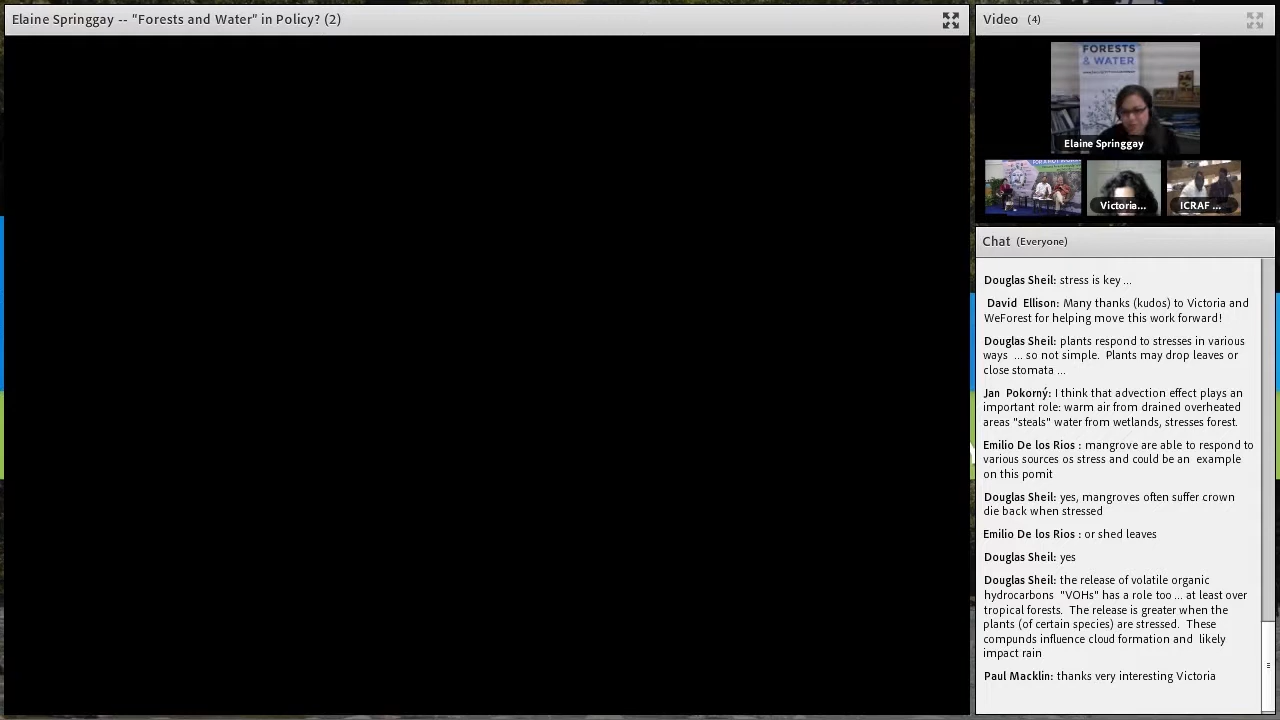 Elaine Springgay -- "Forests and Water" in Policy? (2)
Video (4)
FORESTS
& WATER
Elaine Springgay
Victoria...
ICRAF ...
Chat (Everyone)
Douglas Sheil: stress is key ...
David Ellison: Many thanks (kudos) to Victoria and
WeForest for helping move this work forward!
Douglas Sheil: plants respond to stresses in various
ways ... so not simple. Plants may drop leaves or
close stomata ...
Jan Pokorný: I think that advection effect plays an
important role: warm air from drained overheated
areas "steals" water from wetlands, stresses forest.
Emilio De los Rios : mangrove are able to respond to
various sources os stress and could be an example
on this pomit
Douglas Sheil: yes, mangroves often suffer crown
die back when stressed
Emilio De los Rios : or shed leaves
Douglas Sheil: yes
Douglas Sheil: the release of volatile organic
hydrocarbons "VOHs" has a role too ... at least over
tropical forests. The release is greater when the
plants (of certain species) are stressed. These
compunds influence cloud formation and likely
impact rain
Paul Macklin: thanks very interesting Victoria